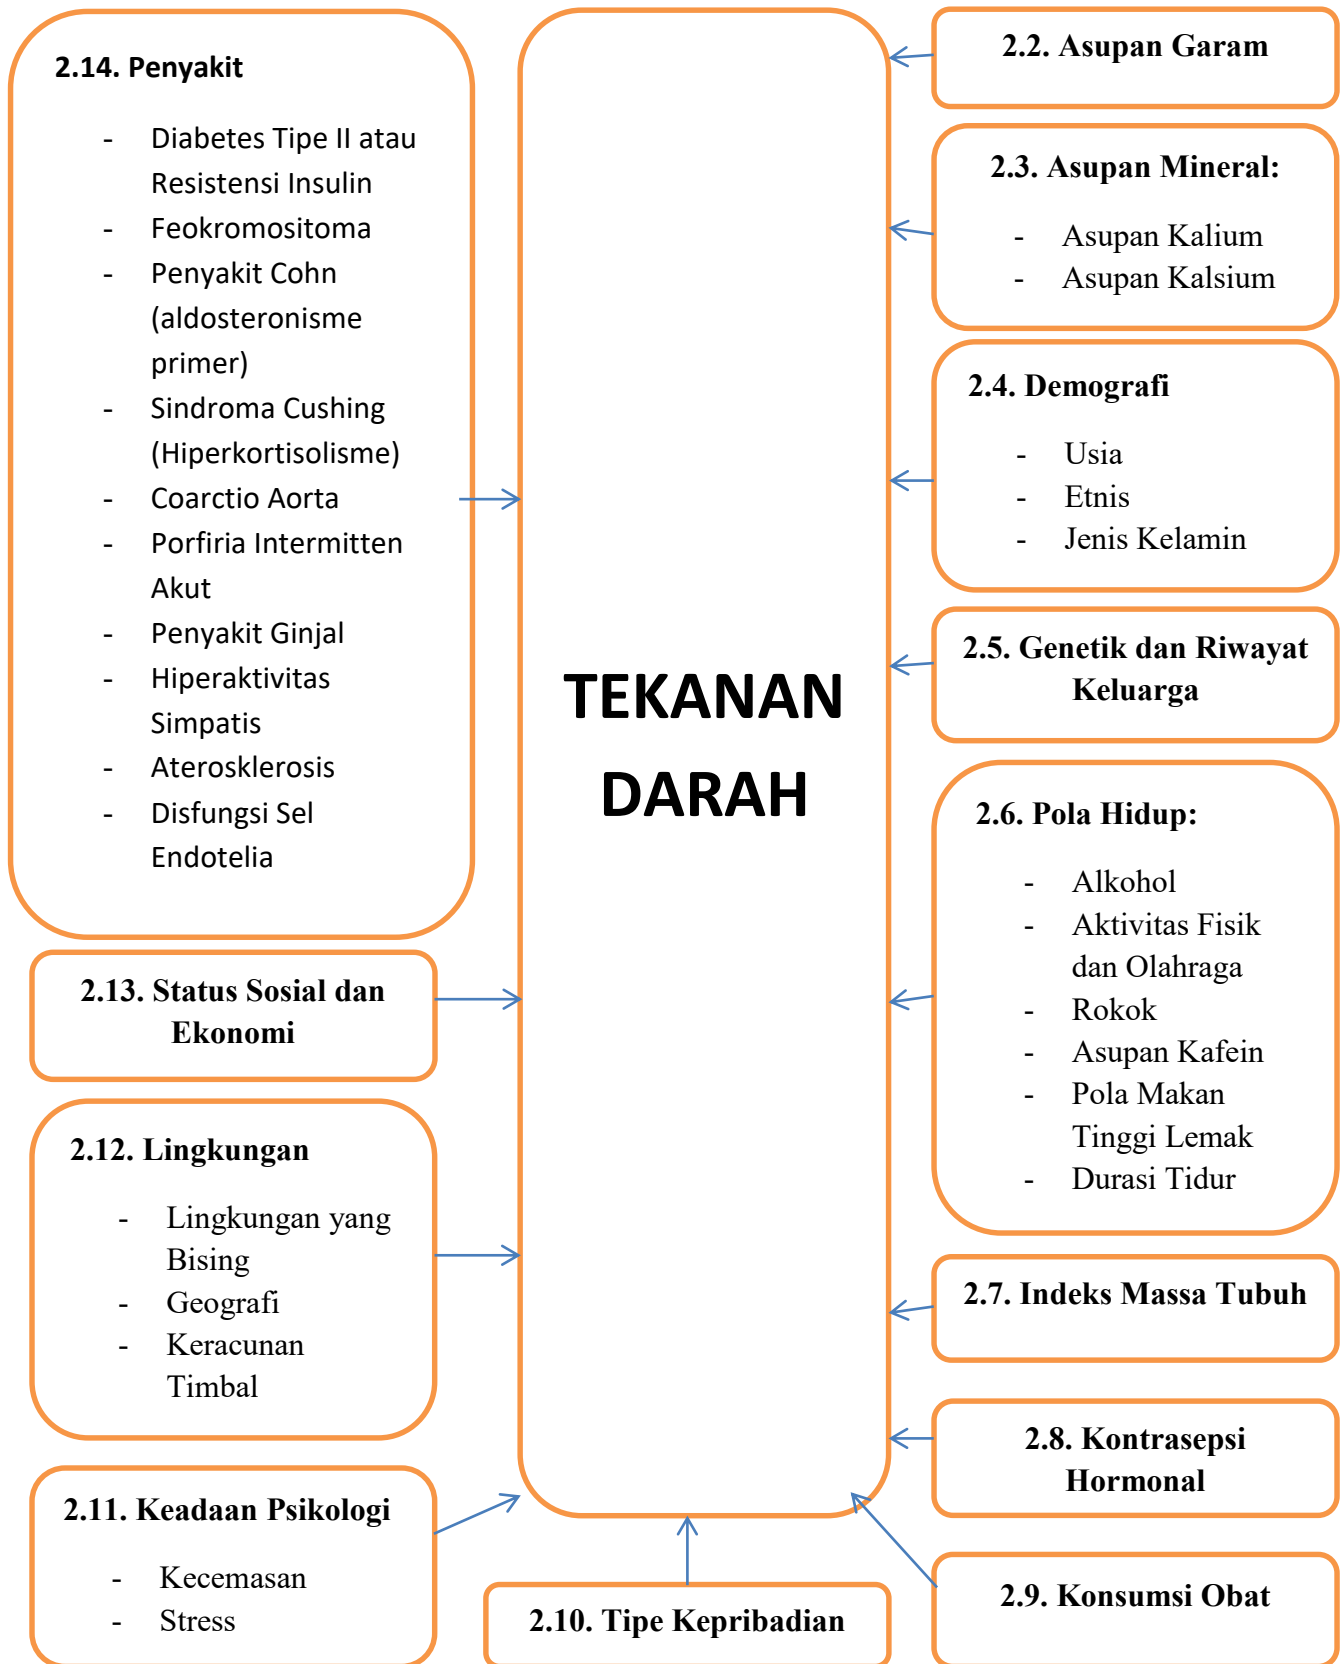 2.14. Penyakit
- Diabetes Tipe II atau
Resistensi Insulin
- Feokromositoma
- Penyakit Cohn
(aldosteronisme
primer)
- Sindroma Cushing
(Hiperkortisolisme)
- Coarctio Aorta
- Porfiria Intermitten
Akut
- Penyakit Ginjal
- Hiperaktivitas
Simpatis
- Aterosklerosis
- Disfungsi Sel
Endotelia
2.13. Status Sosial dan
Ekonomi
2.12. Lingkungan
- Lingkungan yang
Bising
- Geografi
- Keracunan
Timbal
2.11. Keadaan Psikologi
- Kecemasan
- Stress
TEKANAN
DARAH
2.10. Tipe Kepribadian
2.2. Asupan Garam
2.3. Asupan Mineral:
- Asupan Kalium
- Asupan Kalsium
2.4. Demografi
- Usia
- Etnis
- Jenis Kelamin
2.5. Genetik dan Riwayat
Keluarga
2.6. Pola Hidup:
- Alkohol
- Aktivitas Fisik
dan Olahraga
- Rokok
- Asupan Kafein
- Pola Makan
Tinggi Lemak
- Durasi Tidur
2.7. Indeks Massa Tubuh
2.8. Kontrasepsi
Hormonal
2.9. Konsumsi Obat